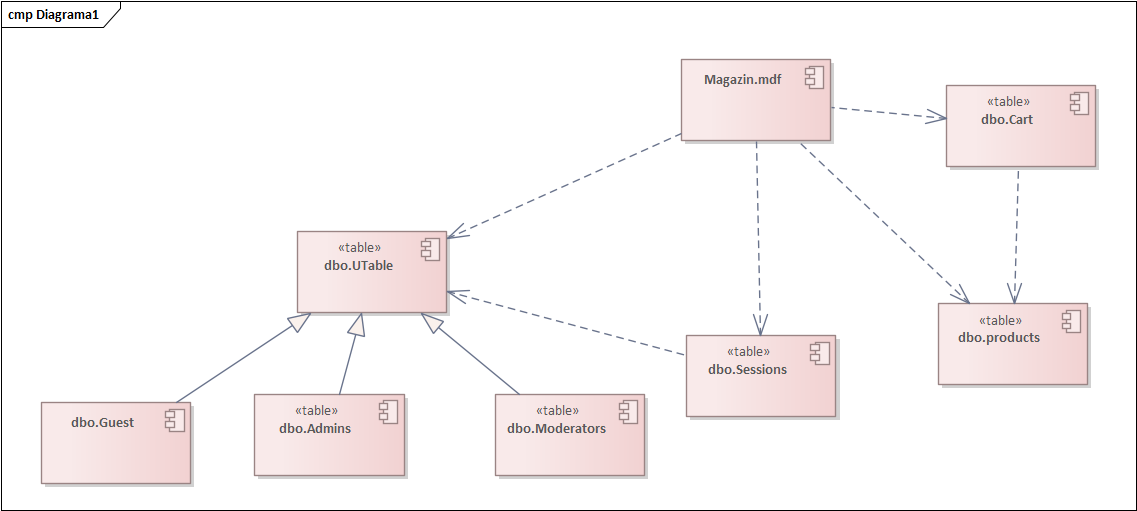 cmp Diagrama1
Magazin.mdf
«table»
dbo.Cart
«table»
dbo.UTable
«table»
dbo.products
«table»
dbo.Sessions
dbo.Guest
«table»
dbo.Admins
«table»
dbo.Moderators